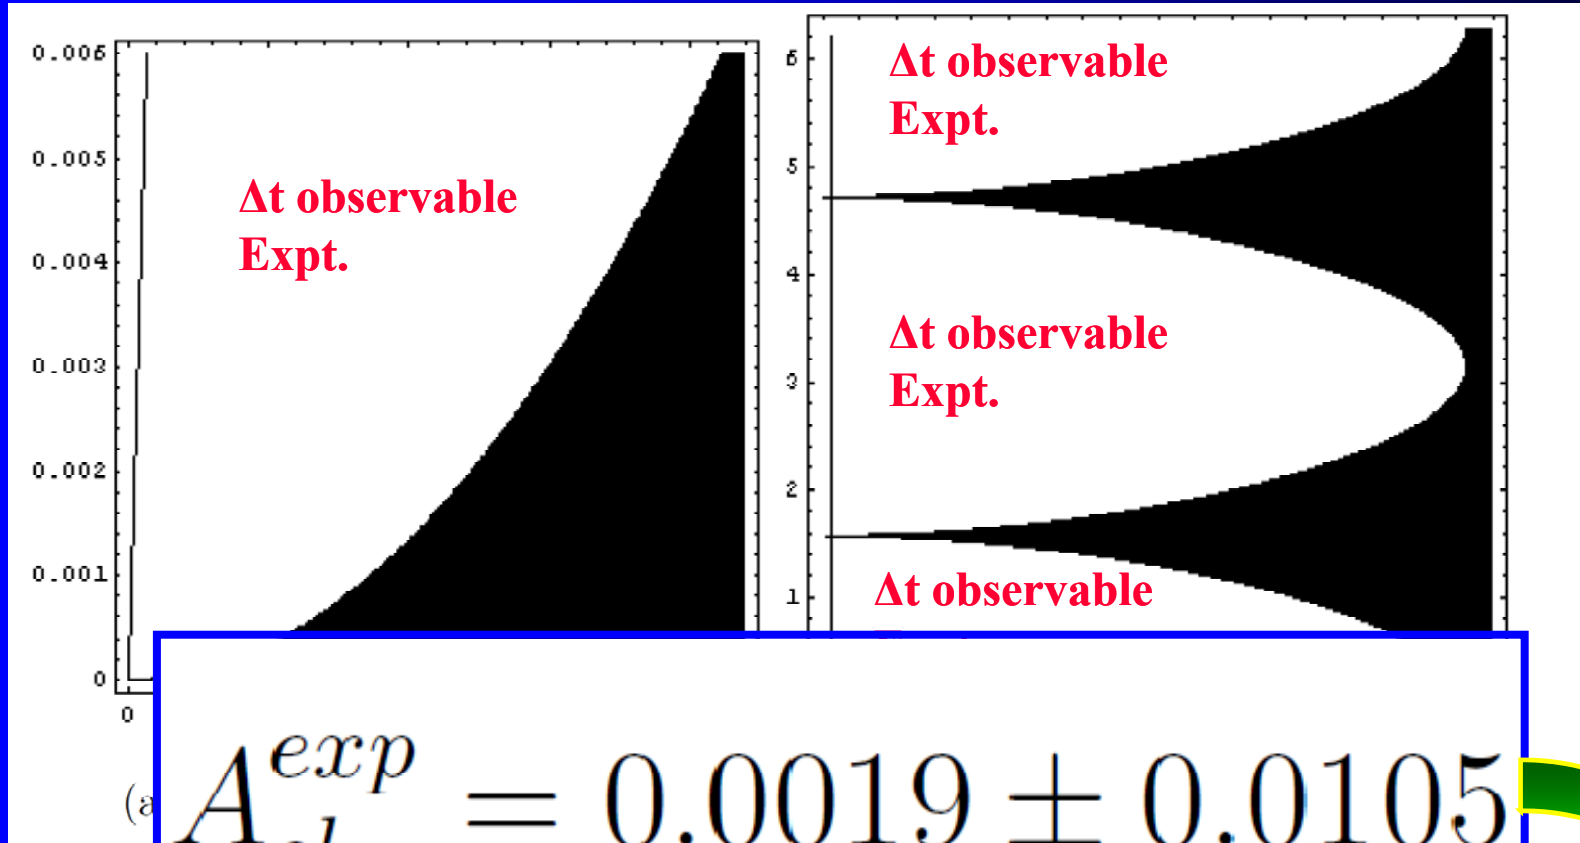 0.006
0.005
0.004
0.003
0.002
0.001
0
0
Δt observable
Expt.
6
5
4
3
2
1
Δt observable
Expt.
Δt observable
Expt.
Δt observable
(a
A^{exp} = 0.0019 ± 0.0105